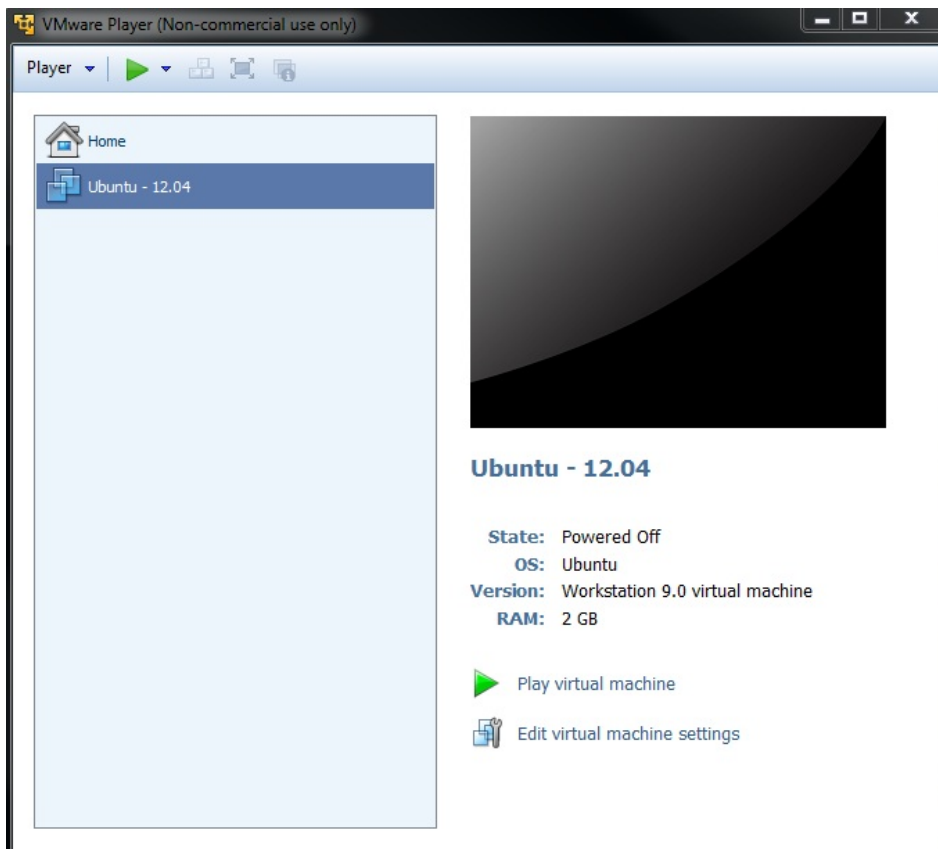 VMware Player (Non-commercial use only)
Player
Home
Ubuntu - 12.04
Ubuntu - 12.04
State: Powered Off
OS: Ubuntu
Version: Workstation 9.0 virtual machine
RAM: 2 GB
Play virtual machine
Edit virtual machine settings